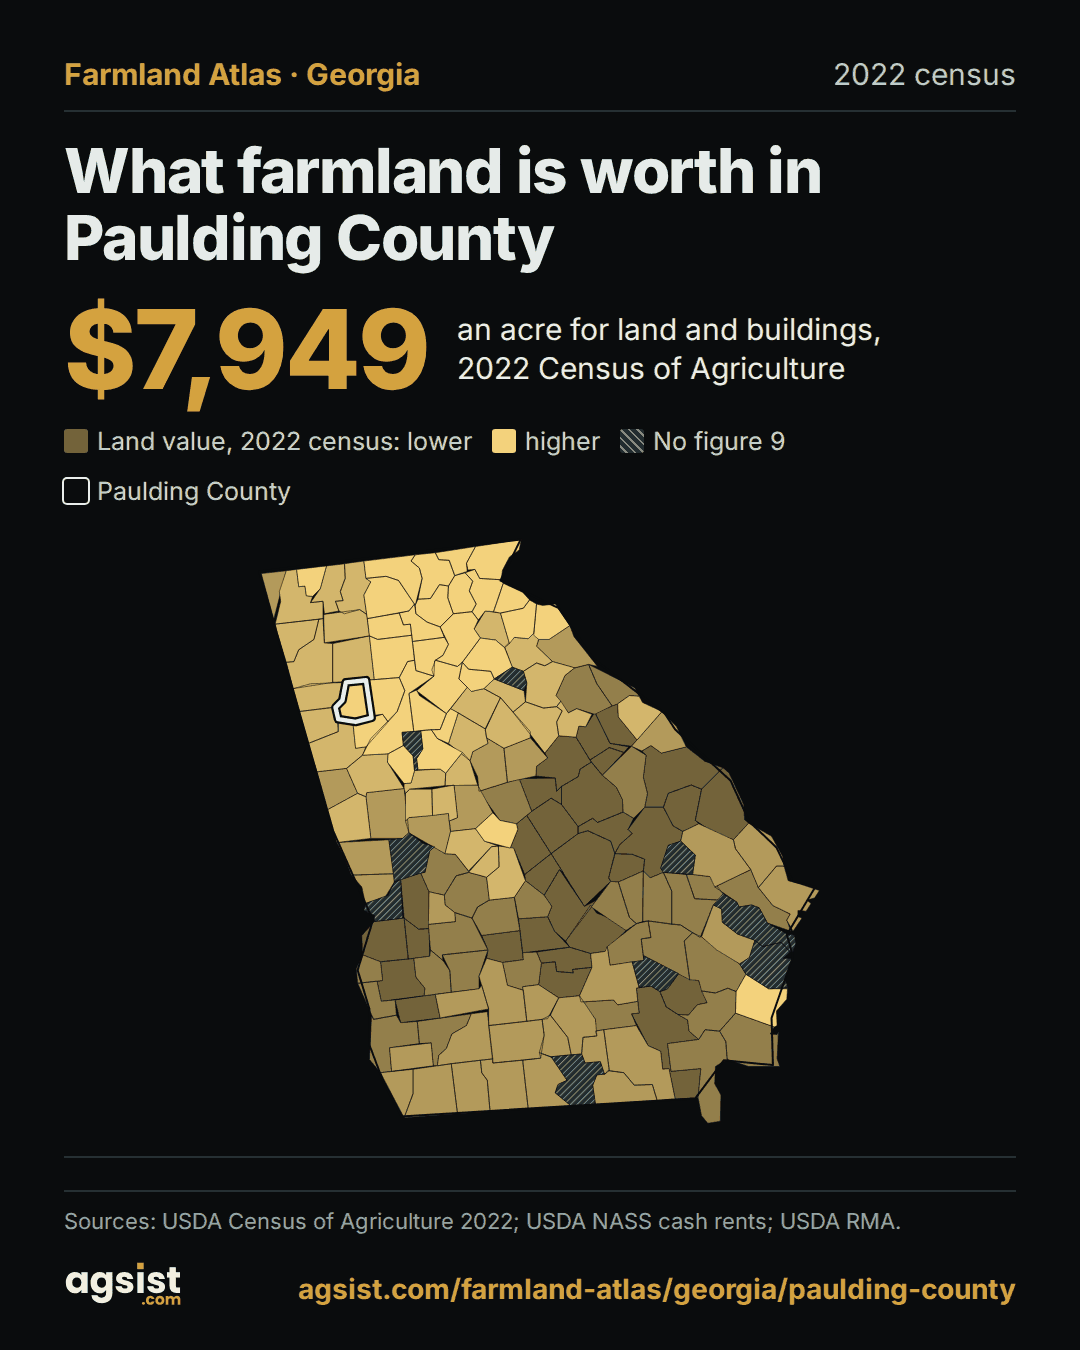 Farmland Atlas · Georgia
2022 census
What farmland is worth in
Paulding County
$7,949
an acre for land and buildings,
2022 Census of Agriculture
Land value, 2022 census: lower
higher
No figure 9
Paulding County
Sources: USDA Census of Agriculture 2022; USDA NASS cash rents; USDA RMA.
agsist
.com
agsist.com/farmland-atlas/georgia/paulding-county